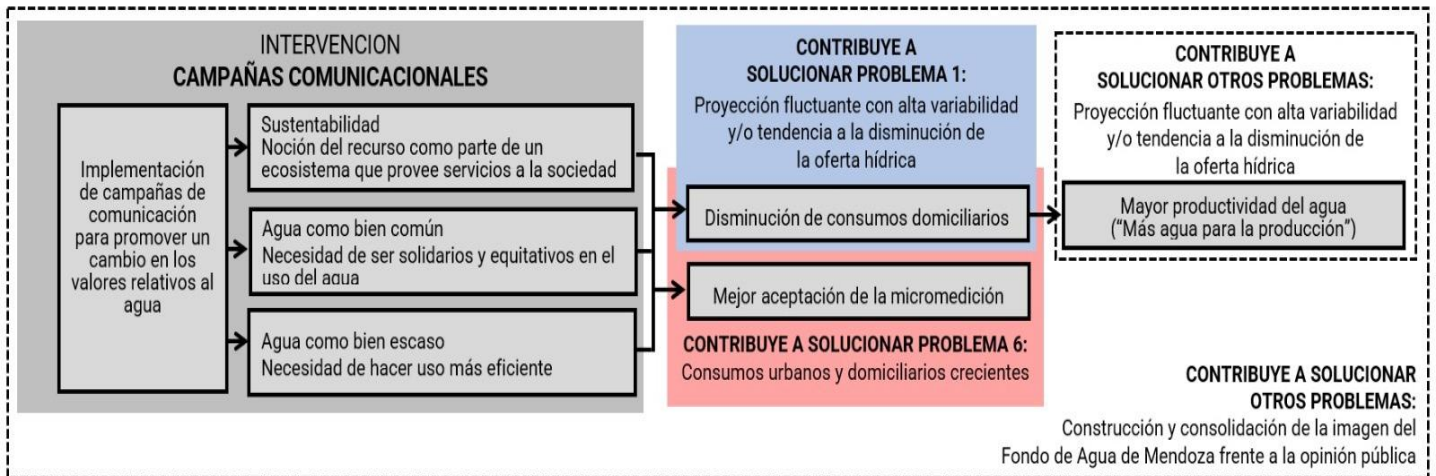 INTERVENCION
CAMPAÑAS COMUNICACIONALES
Implementación
de campañas de
comunicación
para promover un
cambio en los
valores relativos al
agua
Sustentabilidad
Noción del recurso como parte de un
ecosistema que provee servicios a la sociedad
Agua como bien común
Necesidad de ser solidarios y equitativos en el
uso del agua
Agua como bien escaso
Necesidad de hacer uso más eficiente
CONTRIBUYE A
SOLUCIONAR PROBLEMA 1:
Proyección fluctuante con alta variabilidad
y/o tendencia a la disminución de
la oferta hídrica
Disminución de consumos domiciliarios
Mejor aceptación de la micromedición
CONTRIBUYE A SOLUCIONAR PROBLEMA 6:
Consumos urbanos y domiciliarios crecientes
CONTRIBUYE A
SOLUCIONAR OTROS PROBLEMAS:
Proyección fluctuante con alta variabilidad
y/o tendencia a la disminución de
la oferta hídrica
Mayor productividad del agua
(“Más agua para la producción”)
CONTRIBUYE A SOLUCIONAR
OTROS PROBLEMAS:
Construcción y consolidación de la imagen del
Fondo de Agua de Mendoza frente a la opinión pública